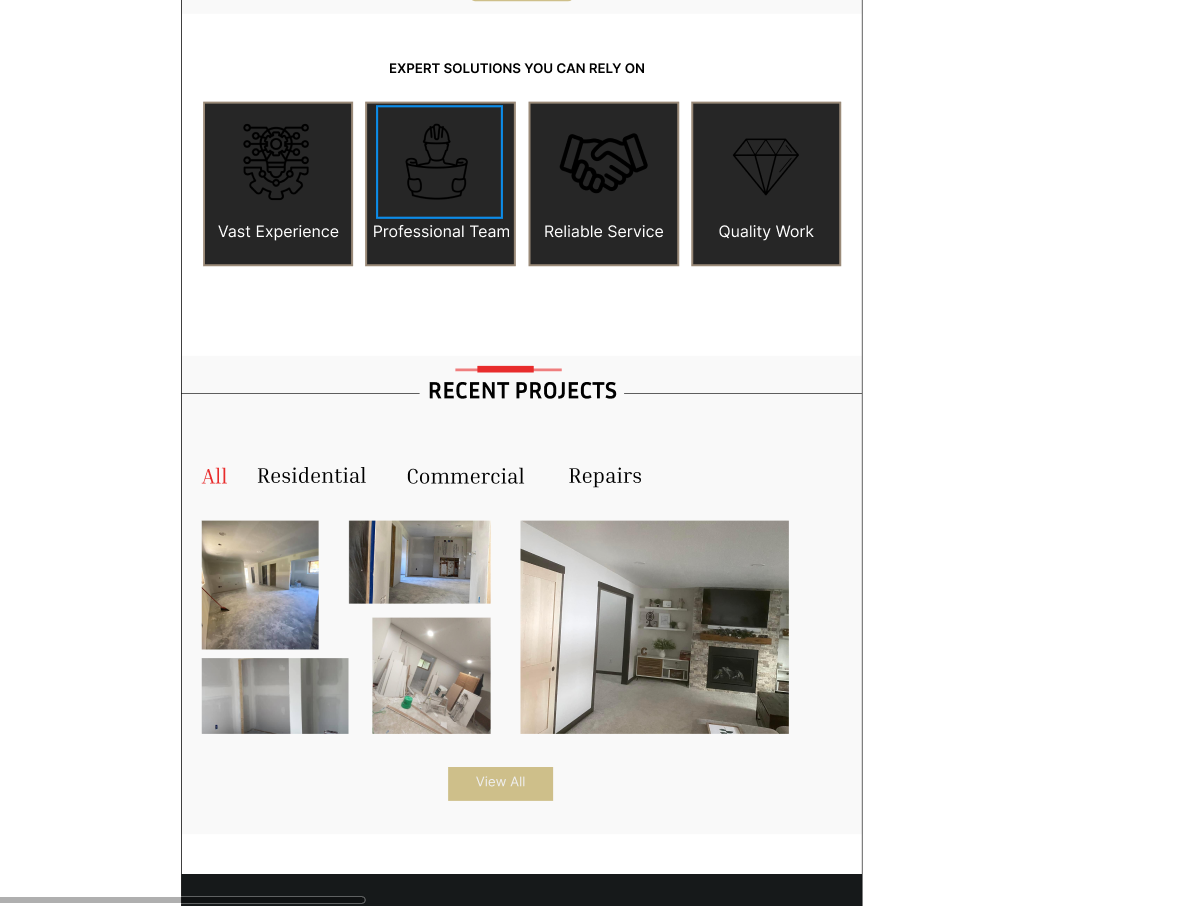 EXPERT SOLUTIONS YOU CAN RELY ON
Vast Experience
Professional Team
Reliable Service
Quality Work
RECENT PROJECTS
All
Residential
Commercial
Repairs
View All